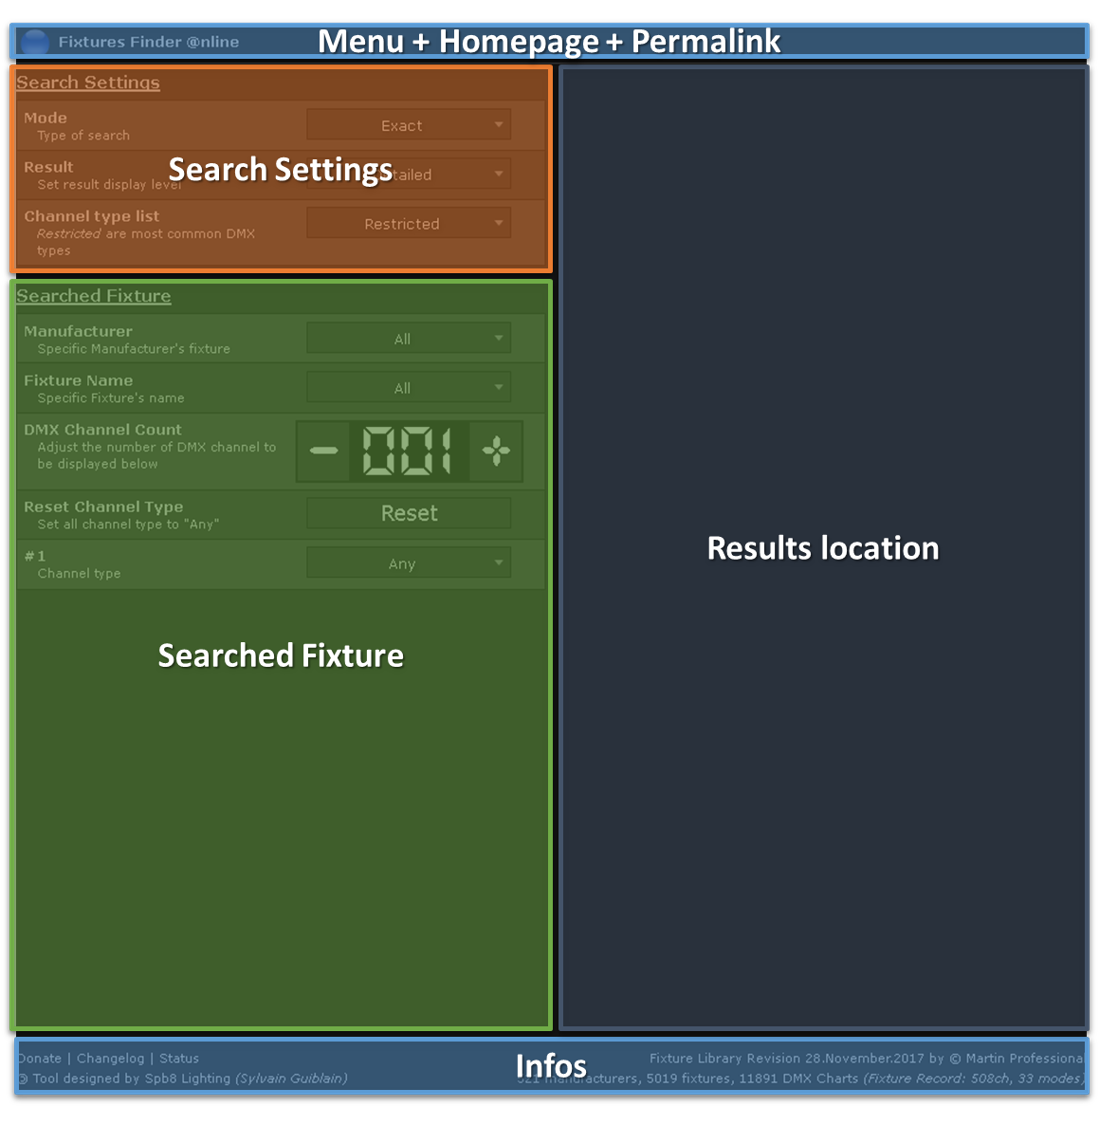 Fixtures Finder @nline
Menu + Homepage + Permalink
Search Settings
Mode
Type of search
Exact
Search Settings
Result
Set result display level
tailed
Channel type list
Restricted are most common DMX
types
Restricted
Searched Fixture
Manufacturer
Specific Manufacturer's fixture
All
Fixture Name
Specific Fixture's name
All
DMX Channel Count
Adjust the number of DMX channel to
be displayed below
− 001 +
Reset Channel Type
Set all channel type to "Any"
Reset
#1
Channel type
Any
Searched Fixture
Results location
Infos
Donate | Changelog | Status
© Tool designed by Spb8 Lighting (Sylvain Guiblain)
Fixture Library Revision 28.November.2017 by © Martin Professional
manufacturers, 5019 fixtures, 11891 DMX Charts (Fixture Record: 508ch, 33 modes)